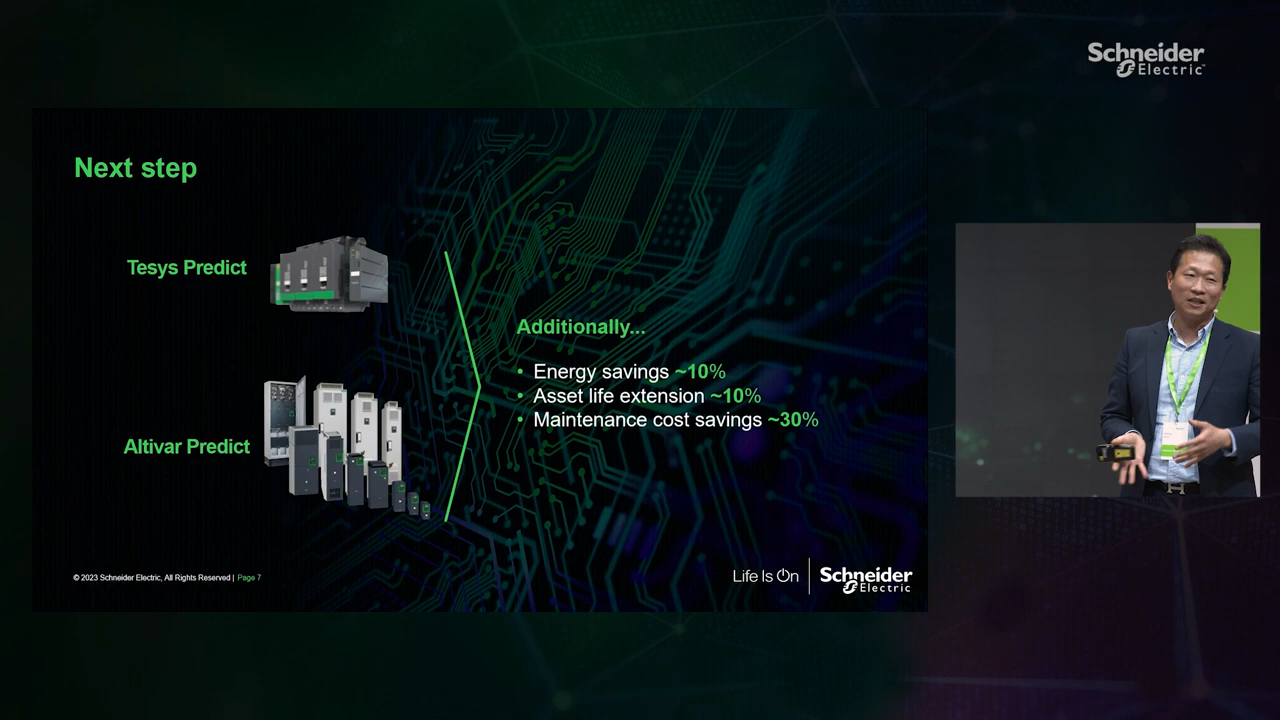 Schneider
Electric
Next step
Tesys Predict
Altivar Predict
Additionally...
• Energy savings ~10%
• Asset life extension ~10%
• Maintenance cost savings ~30%
© 2023 Schneider Electric, All Rights Reserved | Page 7
Life Is On
Schneider
Electric